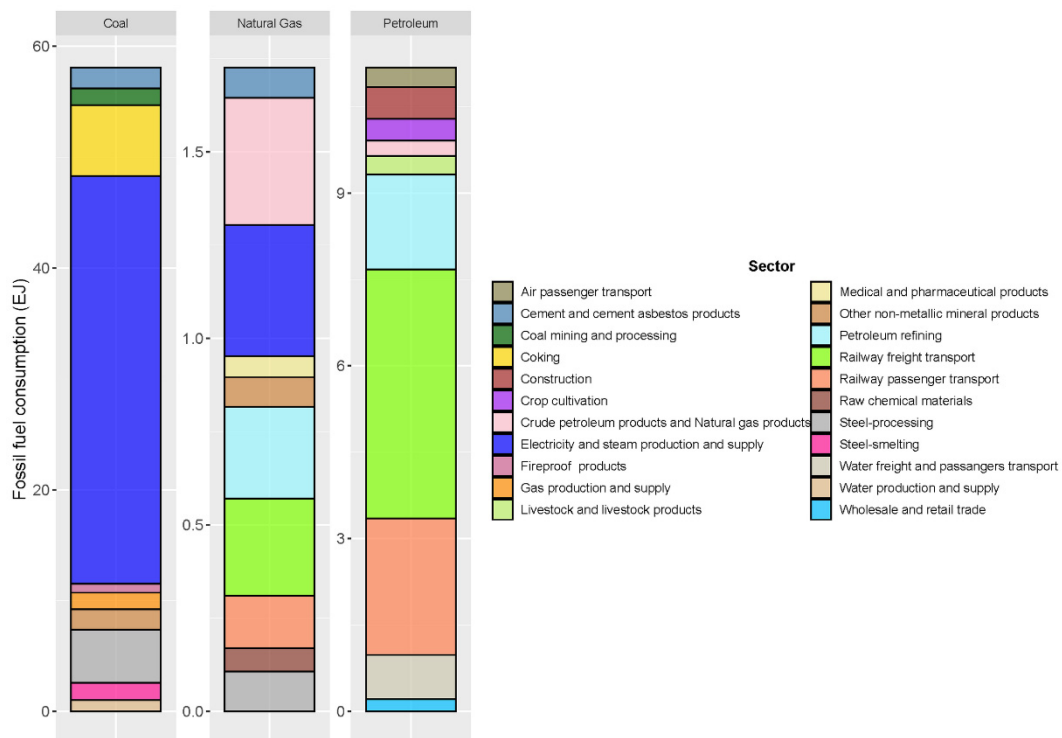 Coal
Natural Gas
Petroleum
Fossil fuel consumption (EJ)
60
40
20
0
1.5
1.0
0.5
0.0
9
6
3
0
Sector
Air passenger transport
Cement and cement asbestos products
Coal mining and processing
Coking
Construction
Crop cultivation
Crude petroleum products and Natural gas products
Electricity and steam production and supply
Fireproof products
Gas production and supply
Livestock and livestock products
Medical and pharmaceutical products
Other non-metallic mineral products
Petroleum refining
Railway freight transport
Railway passenger transport
Raw chemical materials
Steel-processing
Steel-smelting
Water freight and passangers transport
Water production and supply
Wholesale and retail trade